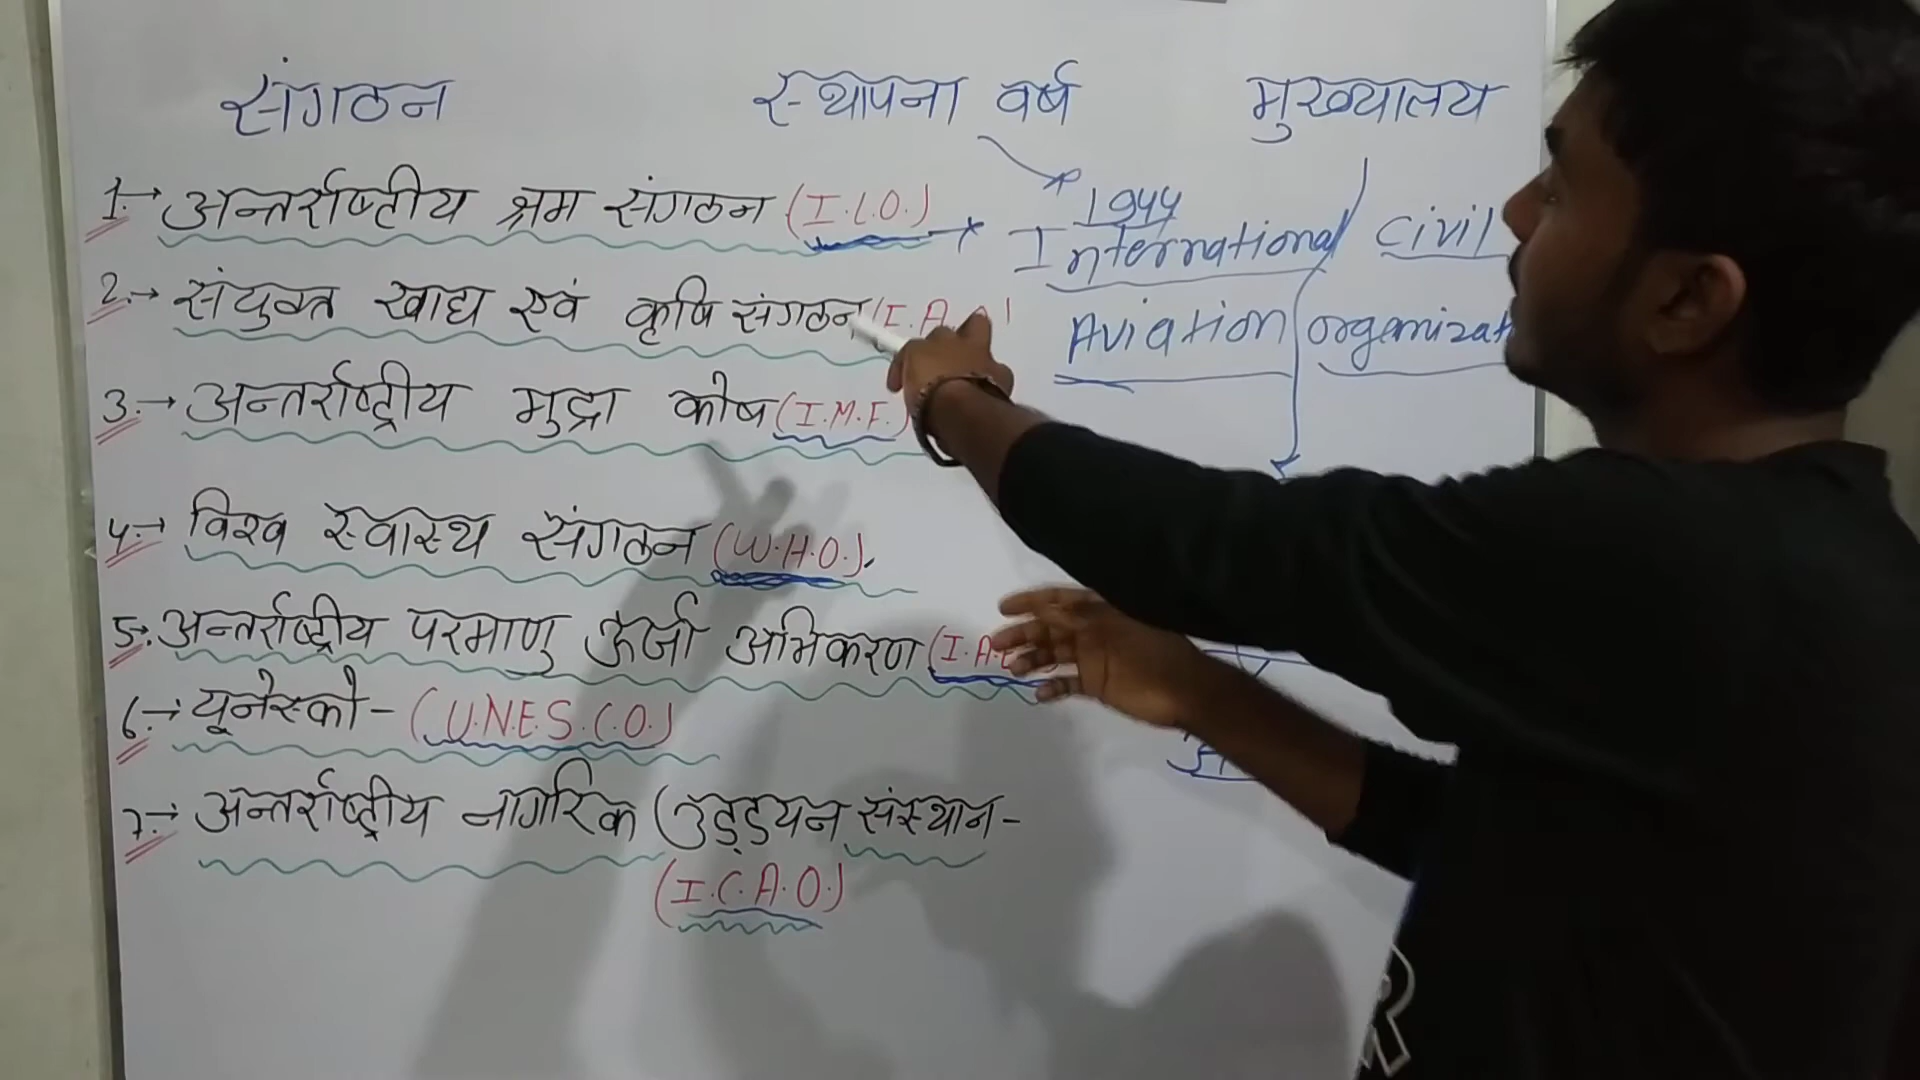 संगठन स्थापना वर्ष मुख्यालय
1.→ अन्तर्राष्ट्रीय श्रम संगठन (I.L.O.) → 1944
International Civil
2.→ संयुक्त खाद्य एवं कृषि संगठन
Aviation
3.→ अन्तर्राष्ट्रीय मुद्रा कोष (I.M.F.)
4.→ विश्व स्वास्थ्य संगठन (W.H.O.).
5→. अन्तर्राष्ट्रीय परमाणु ऊर्जा अभिकरण
6.→ यूनेस्को - (U.N.E.S.C.O.)
7.→ अन्तर्राष्ट्रीय नागरिक (उड्डयन संस्थान -
(I.C.A.O.)
R